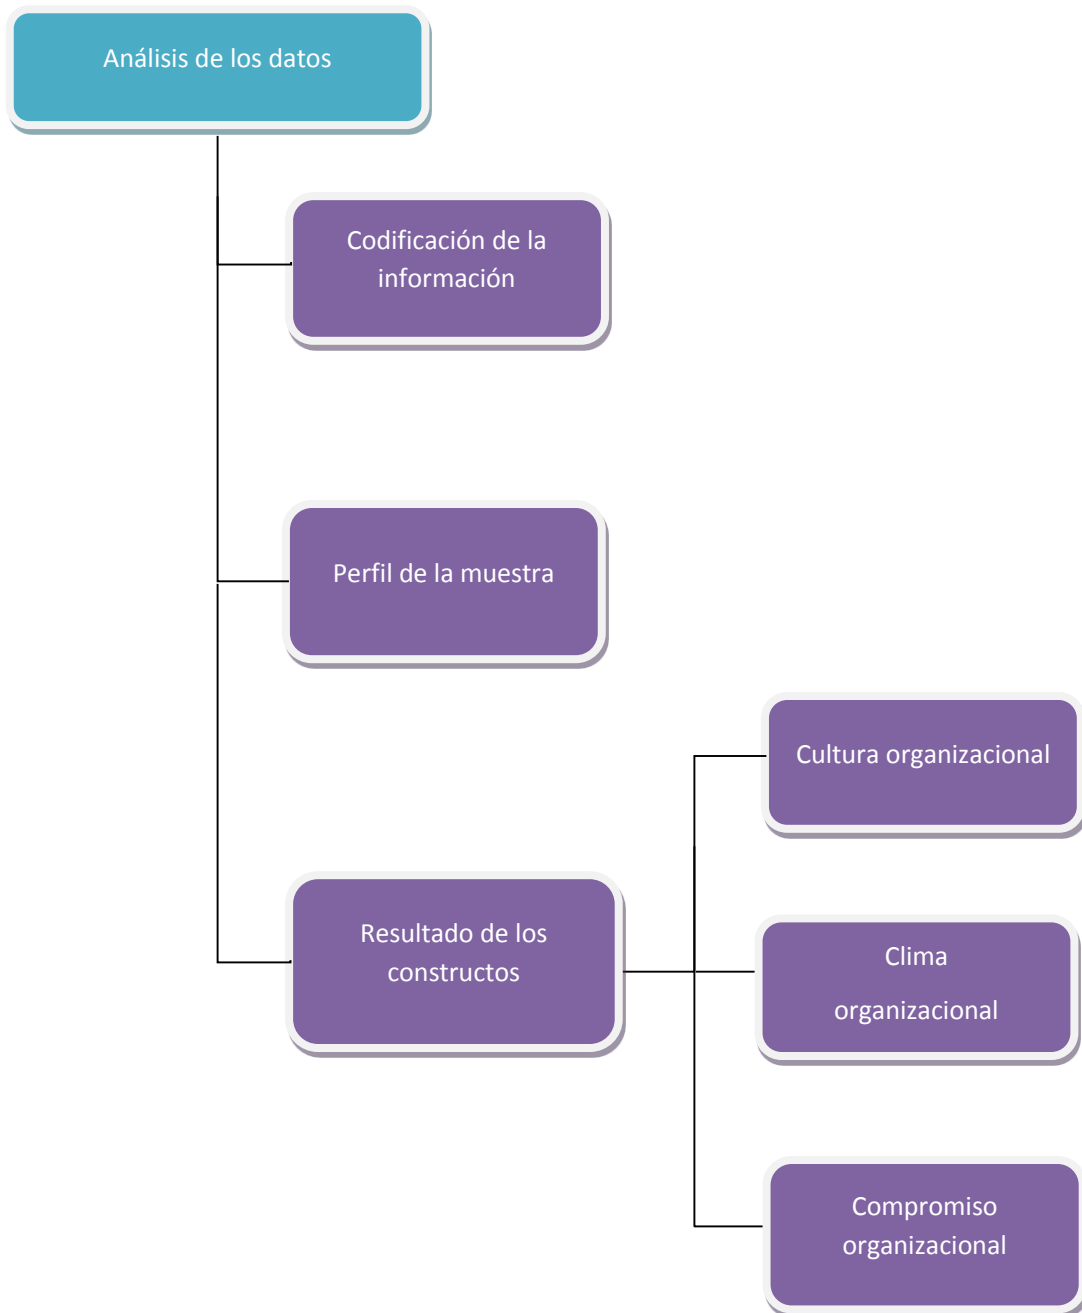 Análisis de los datos
Codificación de la
información
Perfil de la muestra
Resultado de los
constructos
Cultura organizacional
Clima
organizacional
Compromiso
organizacional